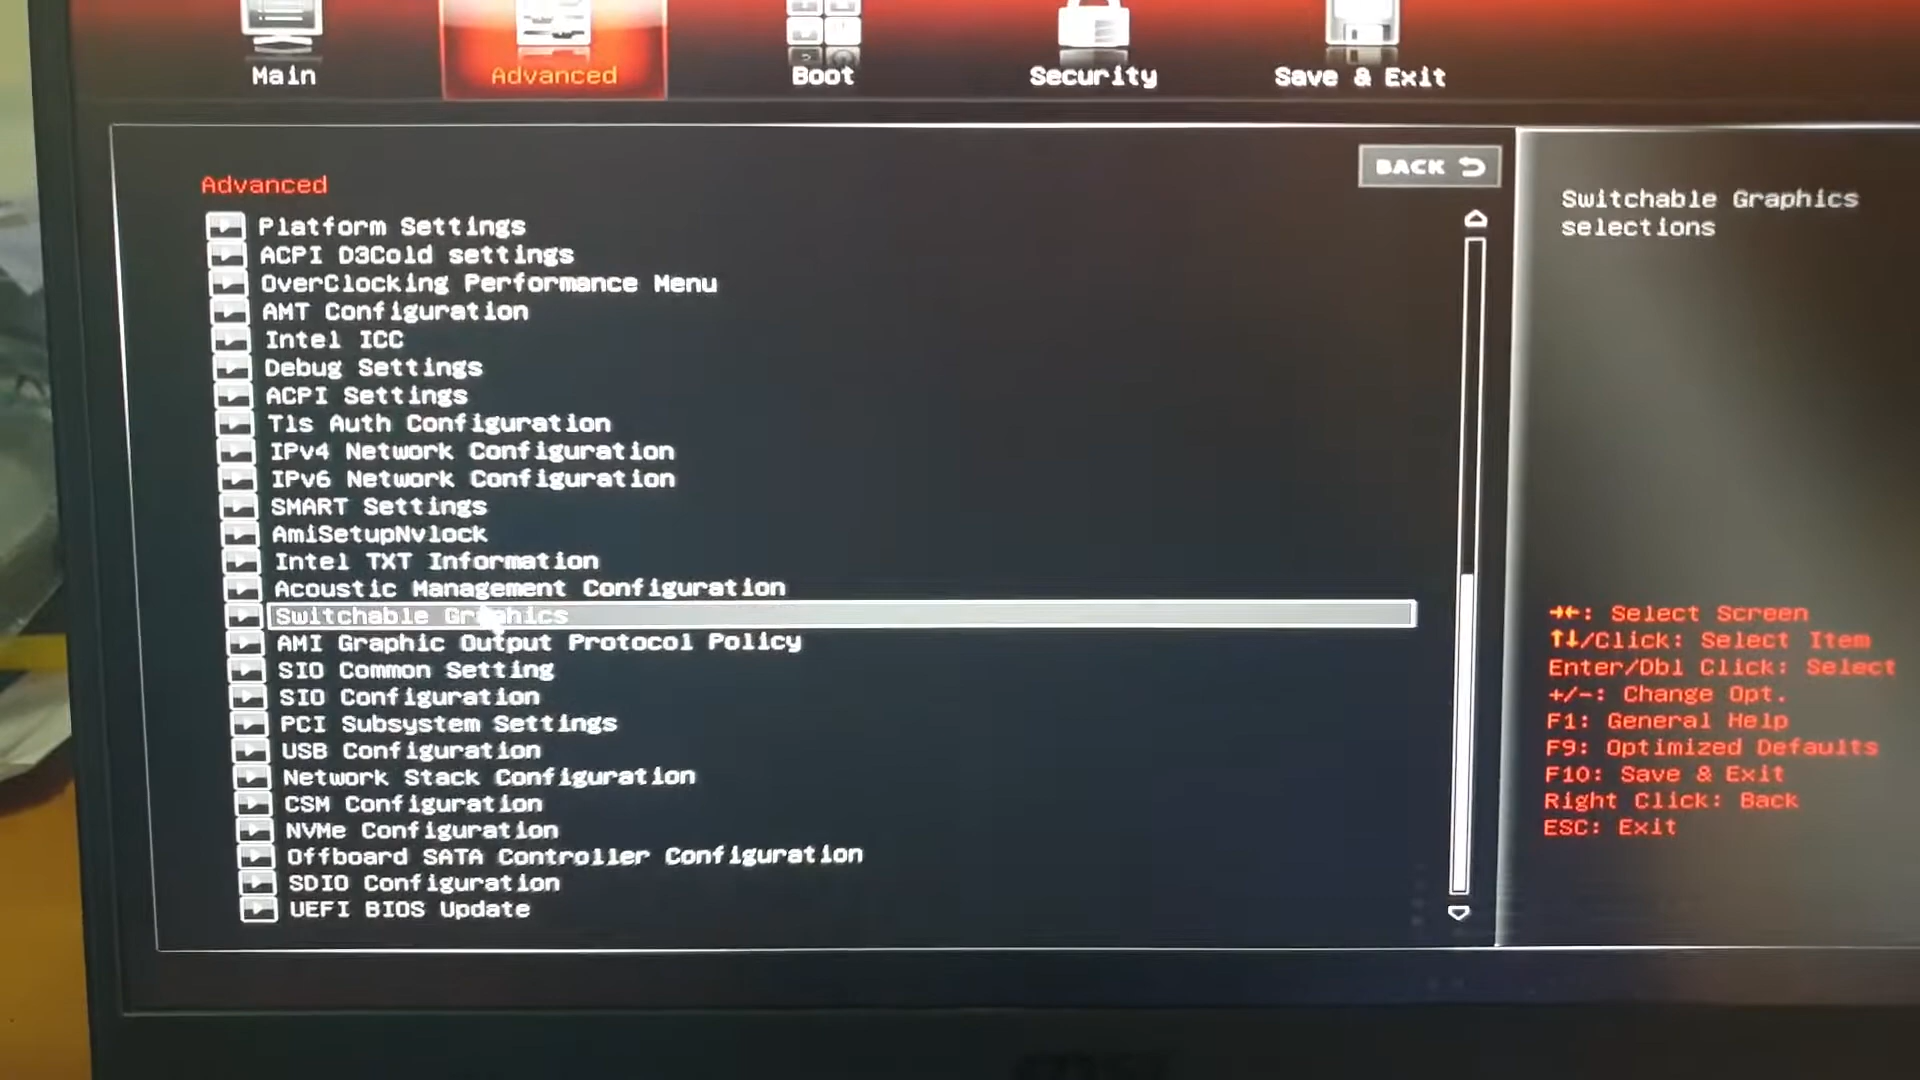 Main
Advanced
Boot
Security
Save & Exit
BACK
Advanced
Platform Settings
ACPI D3Cold settings
OverClocking Performance Menu
AMT Configuration
Intel ICC
Debug Settings
ACPI Settings
Tls Auth Configuration
IPv4 Network Configuration
IPv6 Network Configuration
SMART Settings
AmiSetupNvlock
Intel TXT Information
Acoustic Management Configuration
Switchable Graphics
AMI Graphic Output Protocol Policy
SIO Common Setting
SIO Configuration
PCI Subsystem Settings
USB Configuration
Network Stack Configuration
CSM Configuration
NVMe Configuration
Offboard SATA Controller Configuration
SDIO Configuration
UEFI BIOS Update
Switchable Graphics
selections
→←: Select Screen
↑↓/Click: Select Item
Enter/Dbl Click: Select
+/-: Change Opt.
F1: General Help
F9: Optimized Defaults
F10: Save & Exit
Right Click: Back
ESC: Exit